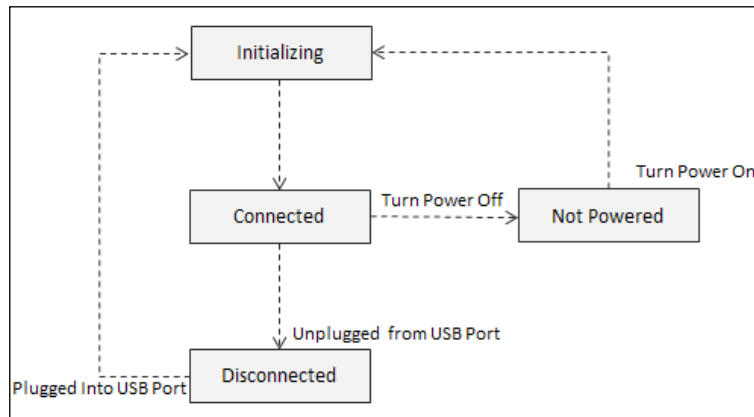 Initializing
Turn Power On
Turn Power Off
Connected
Not Powered
Unplugged from USB Port
Disconnected
Plugged Into USB Port